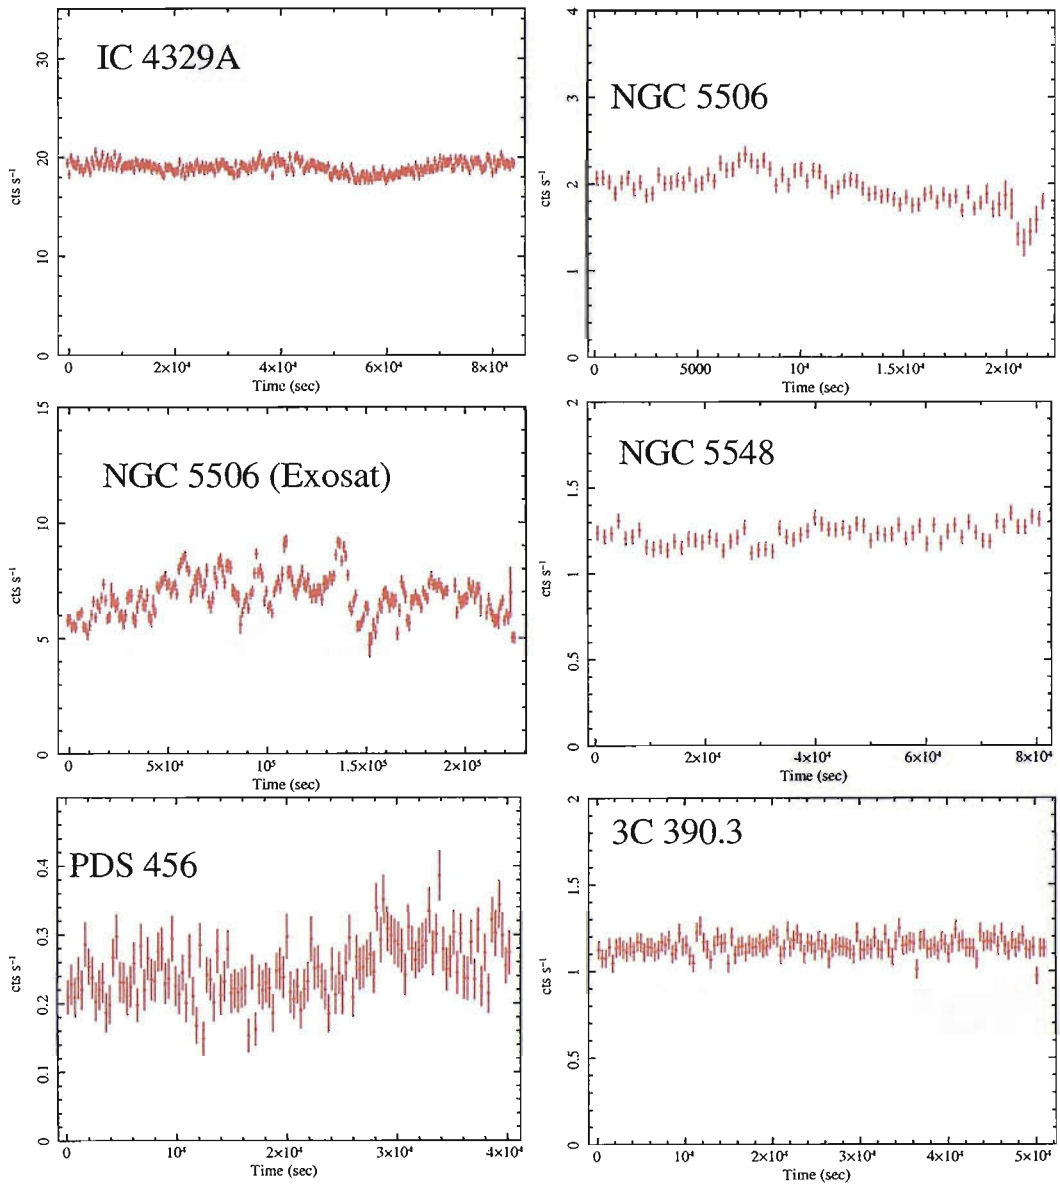 IC 4329A
30
20
10
0
cts s⁻¹
0 2×10⁴ 4×10⁴ 6×10⁴ 8×10⁴
Time (sec)
NGC 5506
4
3
2
1
0
cts s⁻¹
0 5000 10⁴ 1.5×10⁴ 2×10⁴
Time (sec)
NGC 5506 (Exosat)
15
10
5
0
cts s⁻¹
0 5×10⁴ 10⁵ 1.5×10⁵ 2×10⁵
Time (sec)
NGC 5548
2
1.5
1
0.5
0
cts s⁻¹
0 2×10⁴ 4×10⁴ 6×10⁴ 8×10⁴
Time (sec)
PDS 456
0.4
0.3
0.2
0.1
0
cts s⁻¹
0 10⁴ 2×10⁴ 3×10⁴ 4×10⁴
Time (sec)
3C 390.3
2
1.5
1
0.5
0
cts s⁻¹
0 10⁴ 2×10⁴ 3×10⁴ 4×10⁴ 5×10⁴
Time (sec)